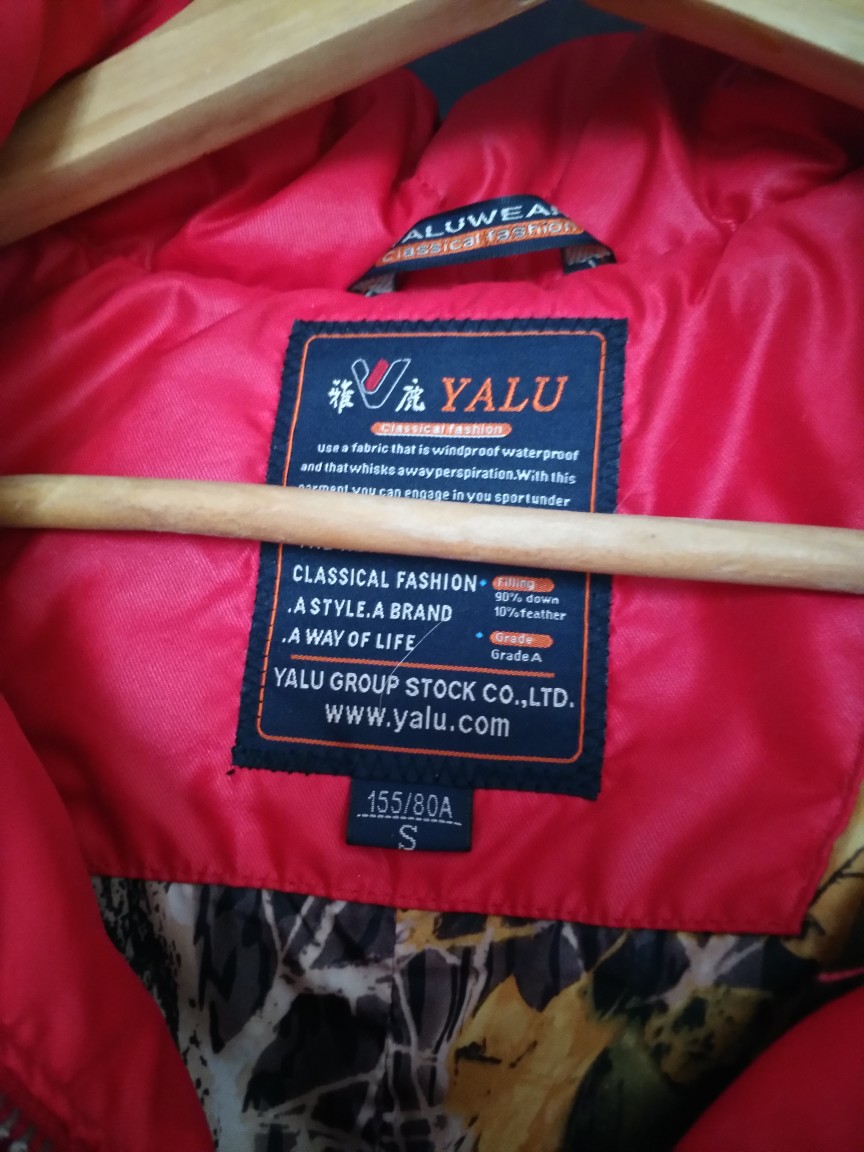 ALUWEA
Classical fashion
雅 鹿 YALU
Classical fashion
use a fabric that is windproof waterproof
and that whisks away perspiration.With this
garment you can engage in you sport under
CLASSICAL FASHION Filling
90% down
.A STYLE.A BRAND 10% feather
.A WAY OF LIFE Grade
Grade A
YALU GROUP STOCK CO.,LTD.
www.yalu.com
155/80A
S